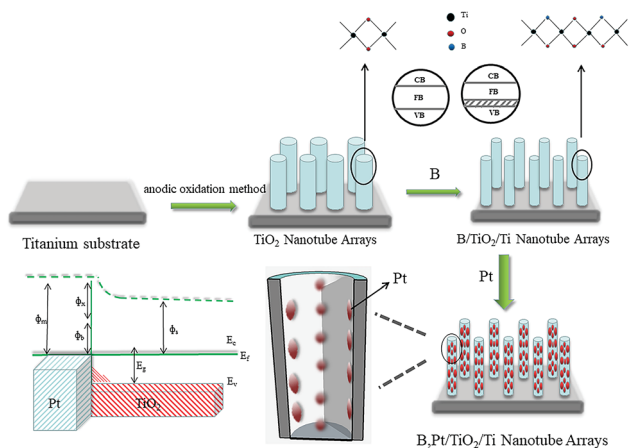 Ti
O
B
CB
FB
VB
CB
FB
VB
anodic oxidation method
B
Titanium substrate
TiO2 Nanotube Arrays
B/TiO2/Ti Nanotube Arrays
Pt
Pt
ϕm
ϕx
ϕb
ϕs
Ec
Ef
Eg
Ev
Pt
TiO2
B,Pt/TiO2/Ti Nanotube Arrays